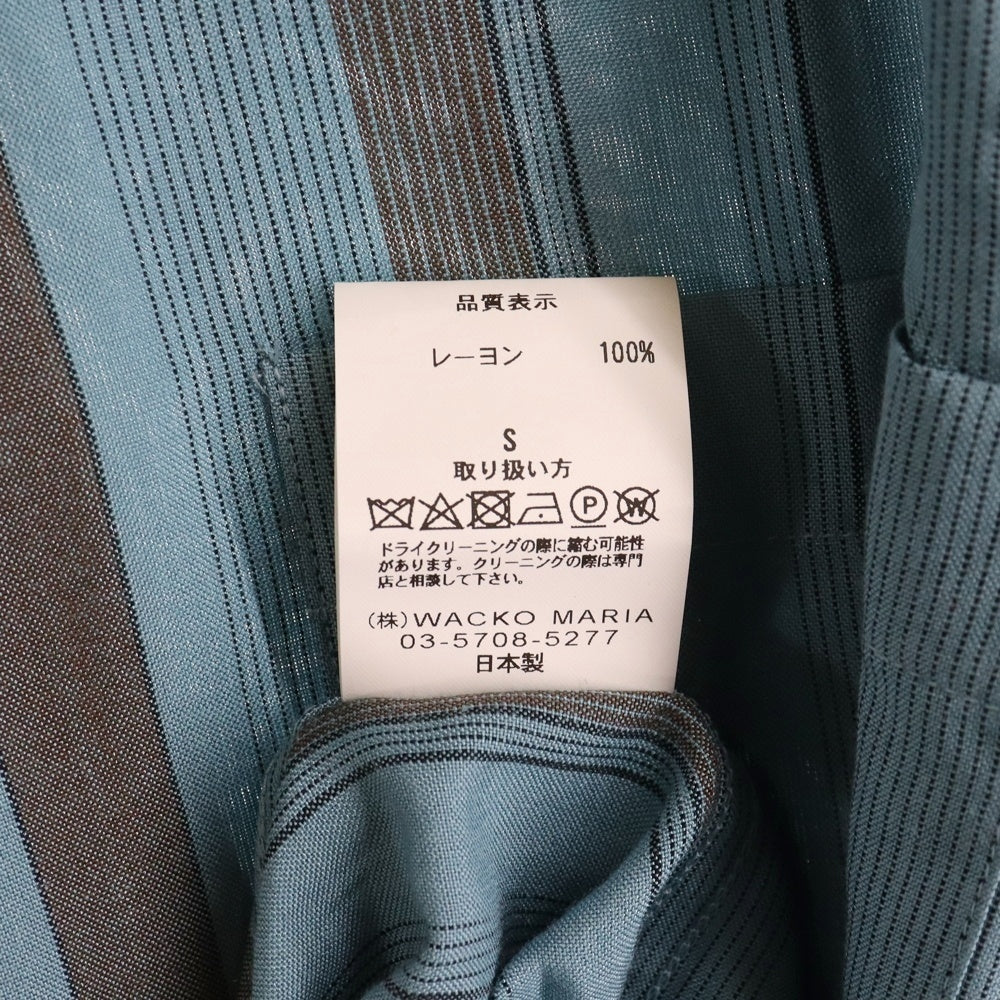 品質表示
レーヨン 100%
S
取り扱い方
P W
ドライクリーニングの際に縮む可能性
があります。クリーニングの際は専門
店と相談して下さい。
(株)WACKO MARIA
03-5708-5277
日本製